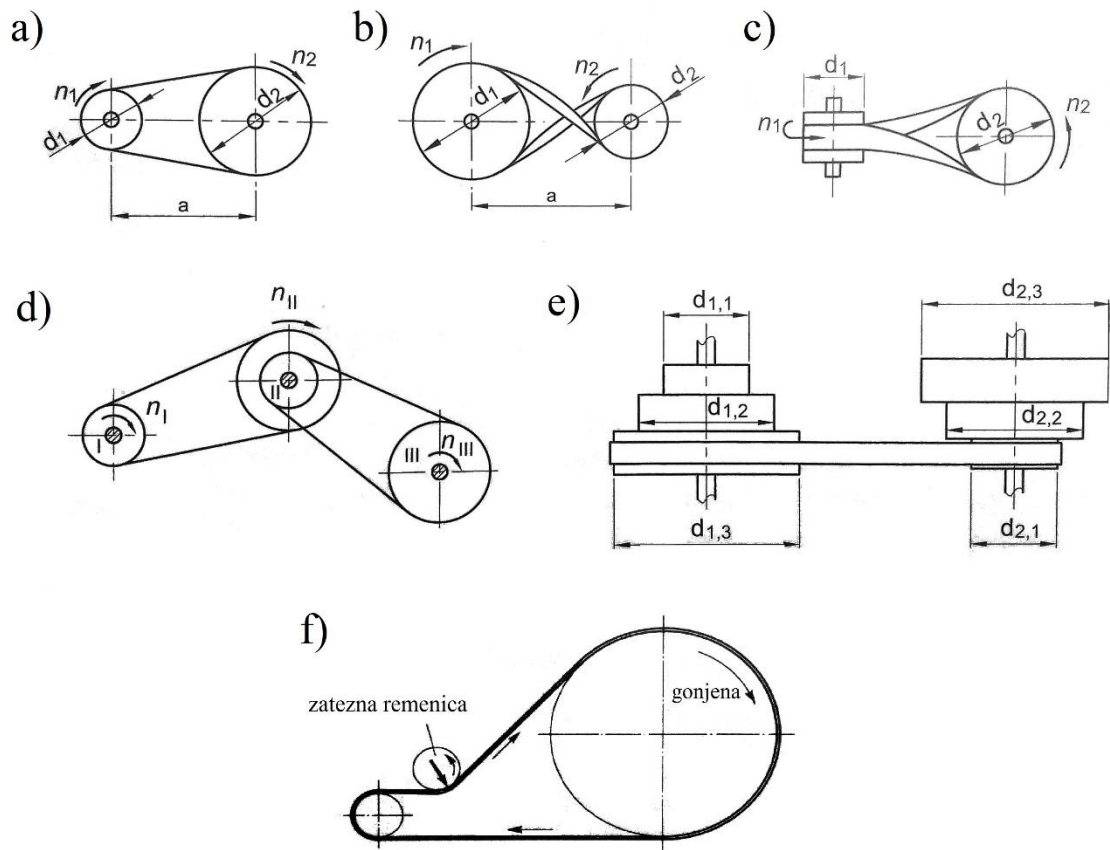 a)
n1
n2
d1
d2
a
b)
n1
n2
d1
d2
a
c)
d1
n1
n2
d2
d)
nII
nI
I
II
III
nIII
e)
d1,1
d2,3
d1,2
d2,2
d1,3
d2,1
f)
zatezna remenica
gonjena